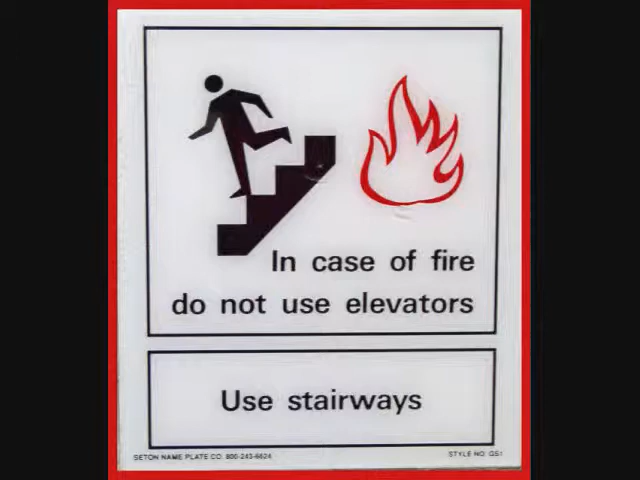 In case of fire
do not use elevators
Use stairways
SETON NAME PLATE CO. 800-243-6624
STYLE NO. GS1